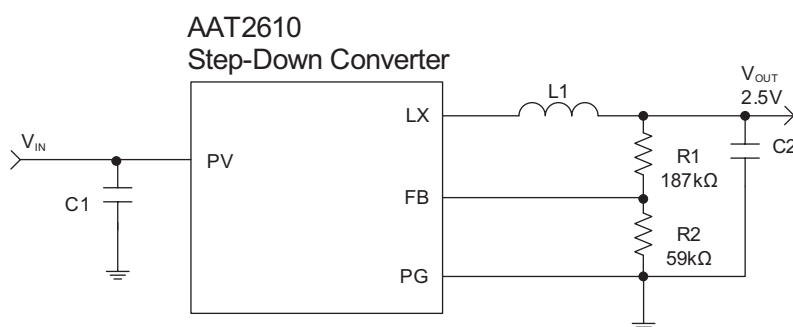 AAT2610
Step-Down Converter
VIN
PV
C1
LX
FB
PG
L1
R1
187kΩ
R2
59kΩ
VOUT
2.5V
C2